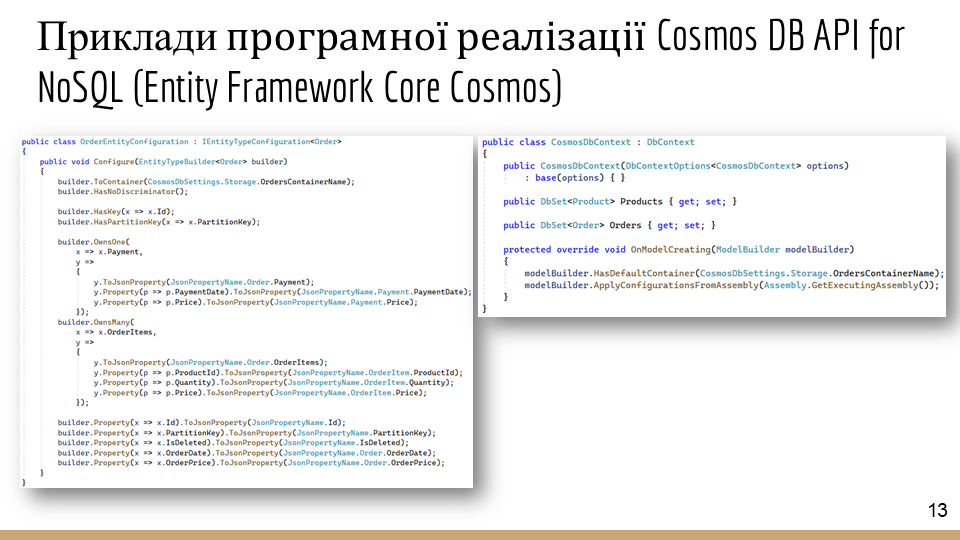 Приклади програмної реалізації Cosmos DB API for
NoSQL (Entity Framework Core Cosmos)
public class OrderEntityConfiguration : IEntityTypeConfiguration<Order>
{
    public void Configure(EntityTypeBuilder<Order> builder)
    {
        builder.ToContainer(CosmosDbSettings.Storage.OrdersContainerName);
        builder.HasNoDiscriminator();
        builder.HasKey(x => x.Id);
        builder.HasPartitionKey(x => x.PartitionKey);
        builder.OwnsOne(
            x => x.Payment,
            y =>
            {
                y.ToJsonProperty(JsonPropertyName.Order.Payment);
                y.Property(p => p.PaymentDate).ToJsonProperty(JsonPropertyName.Payment.PaymentDate);
                y.Property(p => p.Price).ToJsonProperty(JsonPropertyName.Payment.Price);
            });
        builder.OwnsMany(
            x => x.OrderItems,
            y =>
            {
                y.ToJsonProperty(JsonPropertyName.Order.OrderItems);
                y.Property(p => p.ProductId).ToJsonProperty(JsonPropertyName.OrderItem.ProductId);
                y.Property(p => p.Quantity).ToJsonProperty(JsonPropertyName.OrderItem.Quantity);
                y.Property(p => p.Price).ToJsonProperty(JsonPropertyName.OrderItem.Price);
            });
        builder.Property(x => x.Id).ToJsonProperty(JsonPropertyName.Id);
        builder.Property(x => x.PartitionKey).ToJsonProperty(JsonPropertyName.PartitionKey);
        builder.Property(x => x.IsDeleted).ToJsonProperty(JsonPropertyName.IsDeleted);
        builder.Property(x => x.OrderDate).ToJsonProperty(JsonPropertyName.Order.OrderDate);
        builder.Property(x => x.OrderPrice).ToJsonProperty(JsonPropertyName.Order.OrderPrice);
    }
}
public class CosmosDbContext : DbContext
{
    public CosmosDbContext(DbContextOptions<CosmosDbContext> options)
        : base(options) { }
    public DbSet<Product> Products { get; set; }
    public DbSet<Order> Orders { get; set; }
    protected override void OnModelCreating(ModelBuilder modelBuilder)
    {
        modelBuilder.HasDefaultContainer(CosmosDbSettings.Storage.OrdersContainerName);
        modelBuilder.ApplyConfigurationsFromAssembly(Assembly.GetExecutingAssembly());
    }
}
13